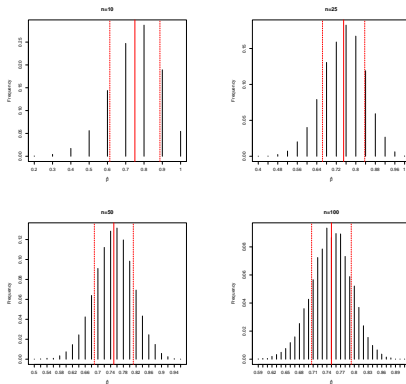 n=10
Frequency
0.00 0.05 0.10 0.15 0.20 0.25
0.2 0.3 0.4 0.5 0.6 0.7 0.8 0.9 1
p̂
n=25
Frequency
0.00 0.05 0.10 0.15
0.4 0.48 0.56 0.64 0.72 0.8 0.88 0.96 1
p̂
n=50
Frequency
0.00 0.02 0.04 0.06 0.08 0.10 0.12
0.5 0.54 0.58 0.62 0.66 0.7 0.74 0.78 0.82 0.86 0.9 0.94
p̂
n=100
Frequency
0.00 0.02 0.04 0.06 0.08
0.59 0.62 0.65 0.68 0.71 0.74 0.77 0.8 0.83 0.86 0.89
p̂